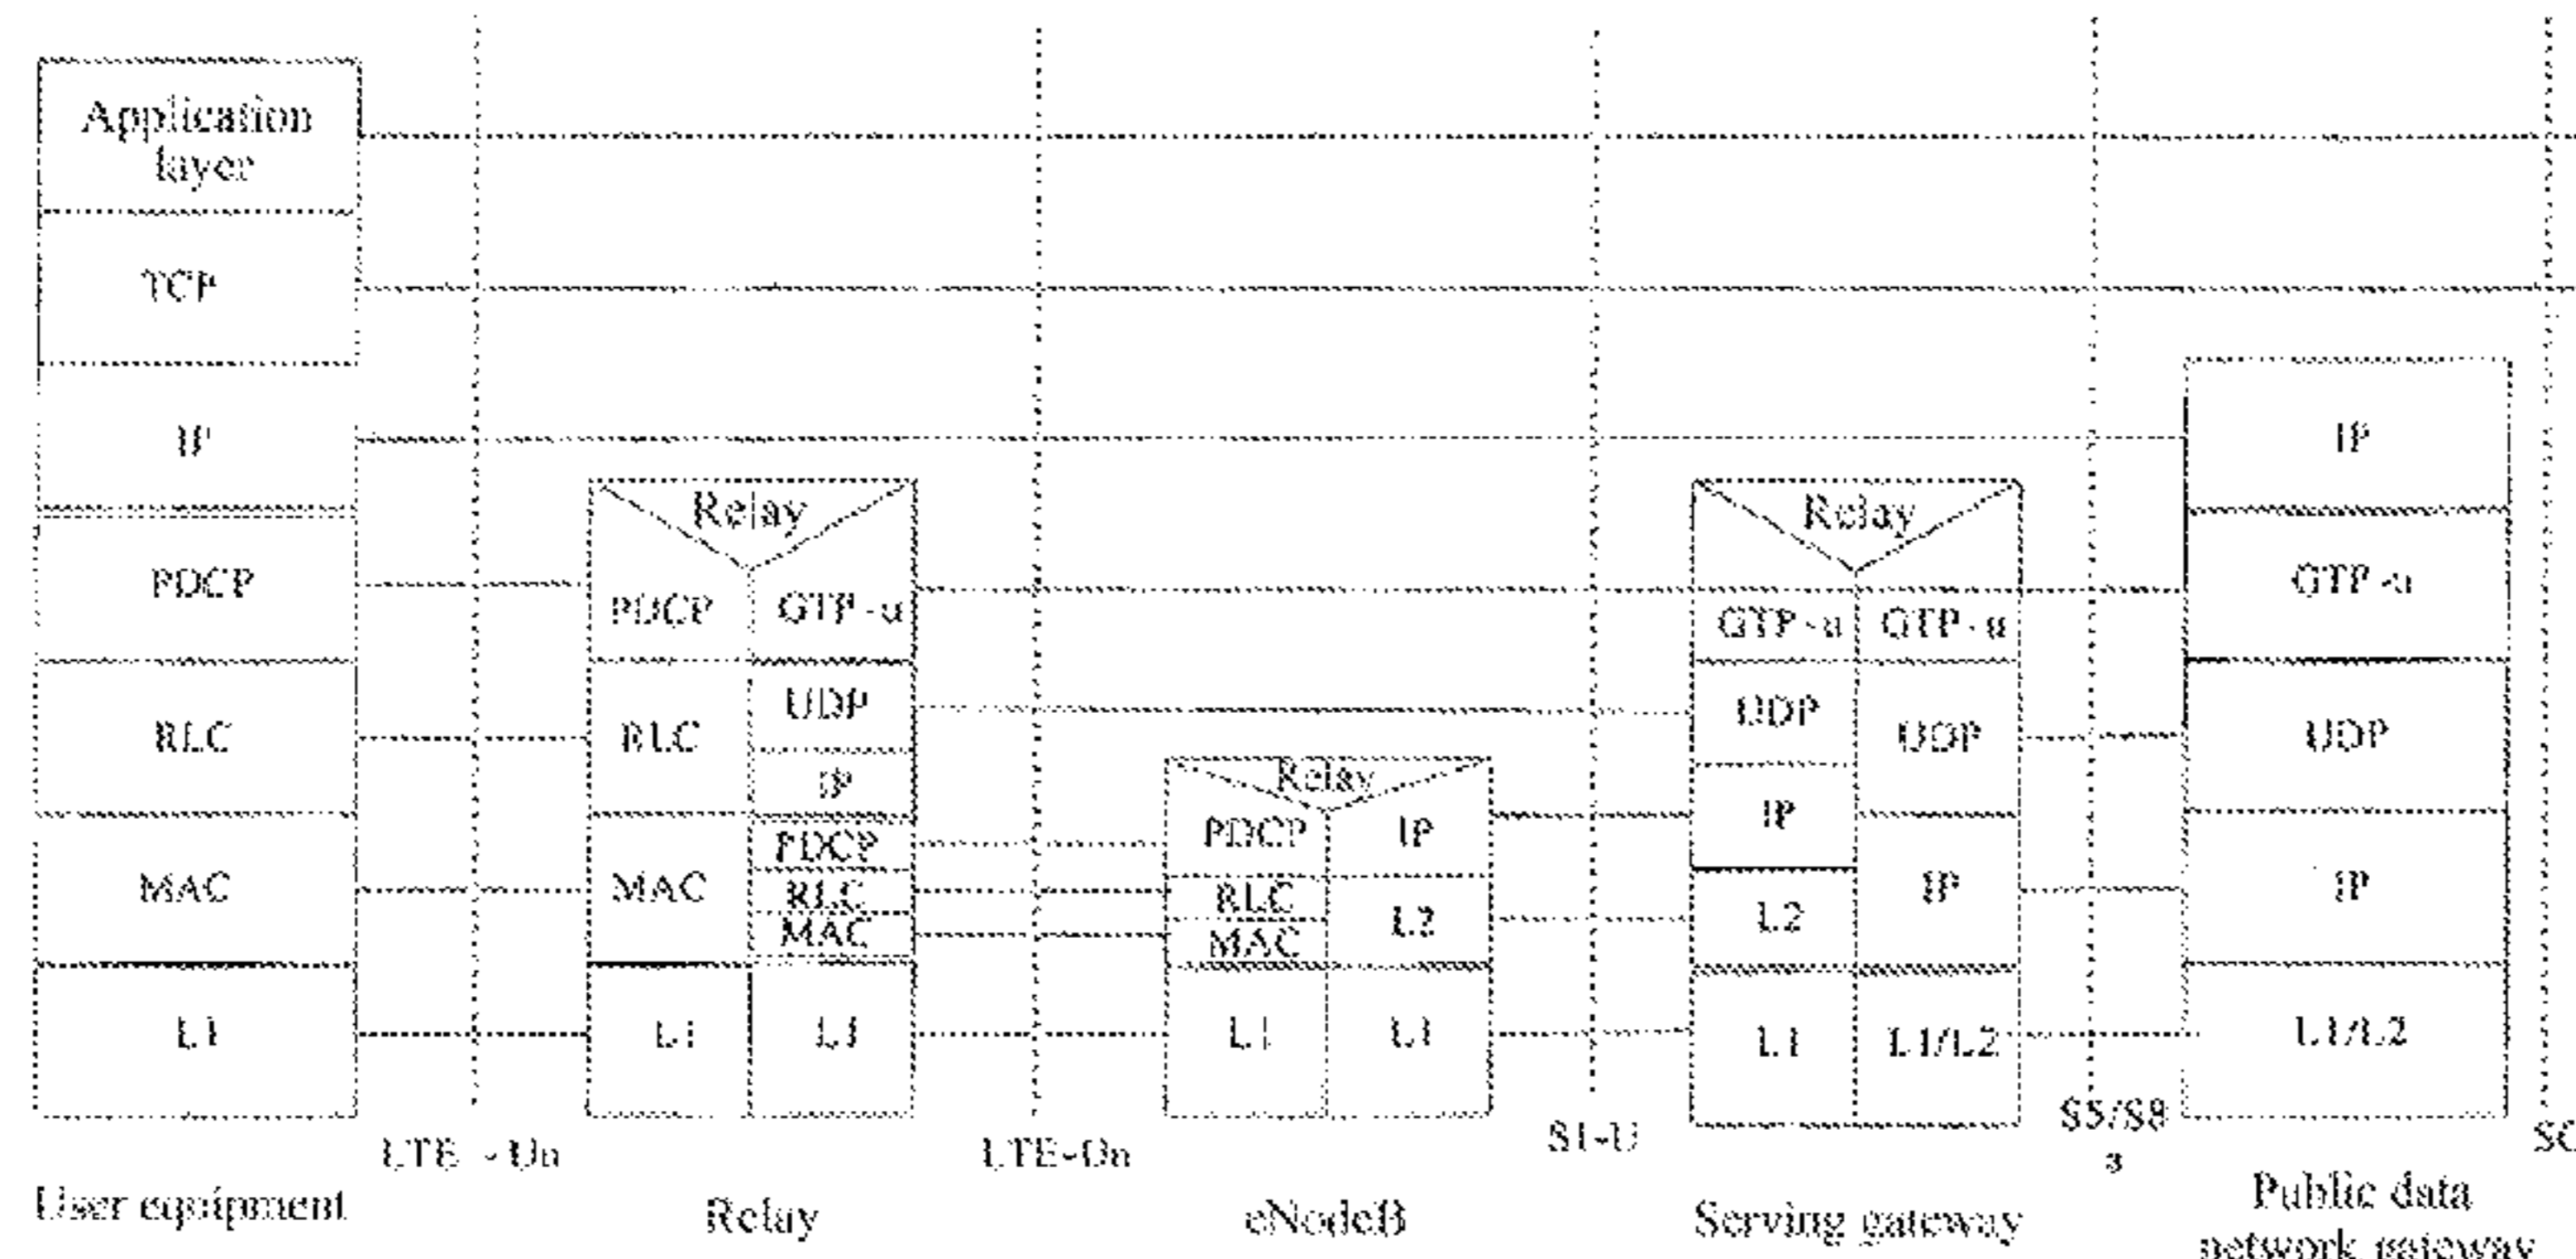 Application
layer
TCP
IP
PDCP
RLC
MAC
L1
Relay
PDCP
GTP-u
RLC
UDP
IP
MAC
PDCP
RLC
MAC
L1
L1
Relay
PDCP
IP
RLC
MAC
L2
L1
L1
Relay
GTP-u
GTP-u
UDP
UDP
IP
IP
L2
L1
L1/L2
IP
GTP-u
UDP
IP
L1/L2
LTE - Un
LTE-Un
S1-U
S5/S8
a
User equipment
Relay
eNodeB
Serving gateway
Public data
network gateway